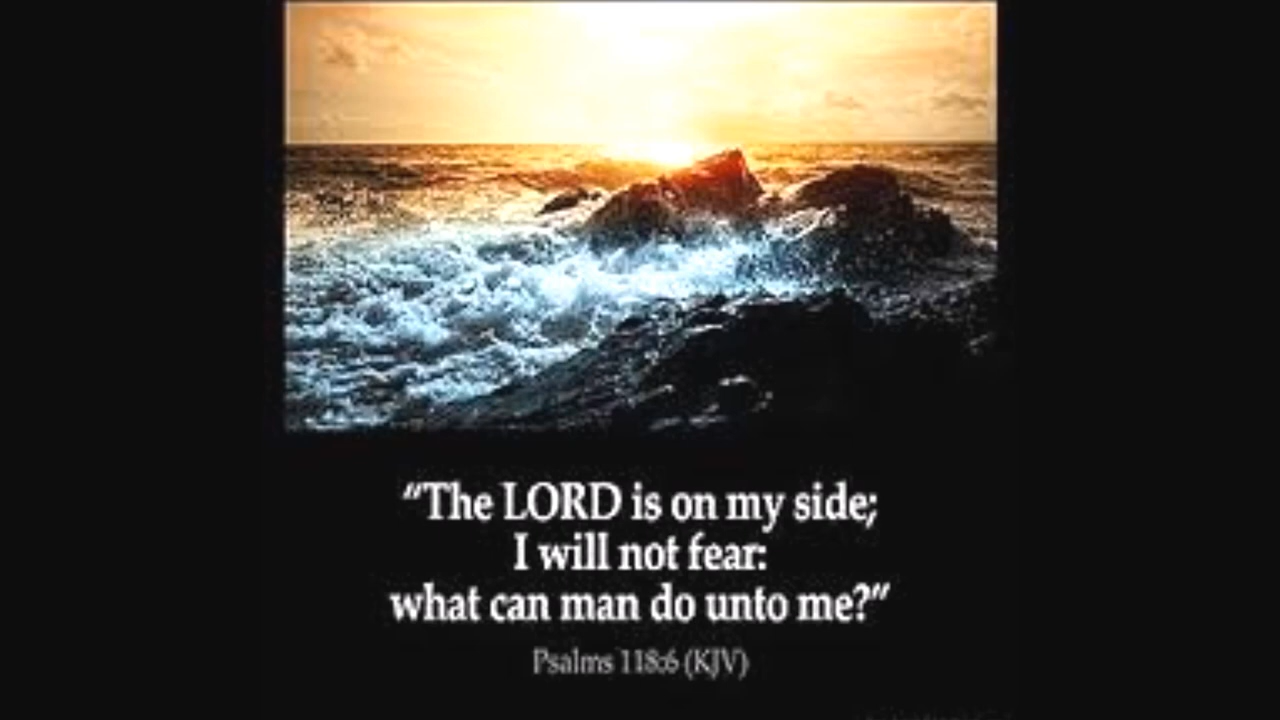 “The LORD is on my side;
I will not fear:
what can man do unto me?”
Psalms 118:6 (KJV)